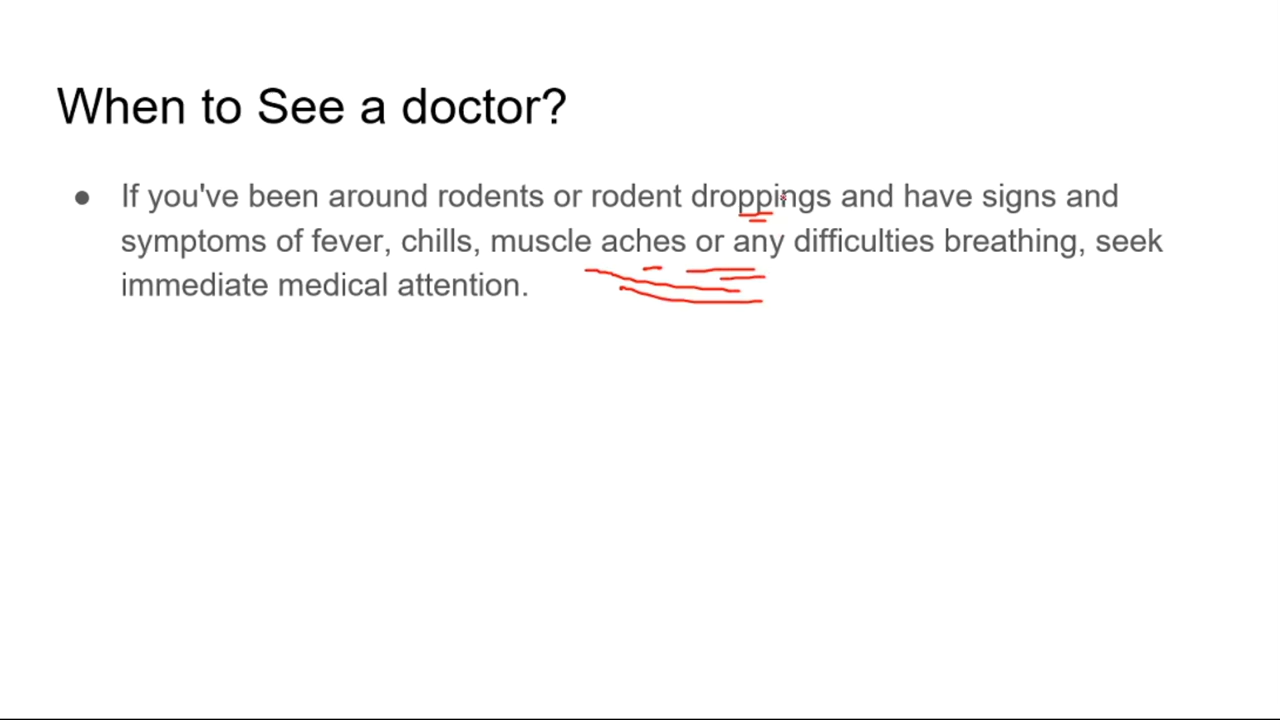 When to See a doctor?
● If you've been around rodents or rodent droppings and have signs and
symptoms of fever, chills, muscle aches or any difficulties breathing, seek
immediate medical attention.